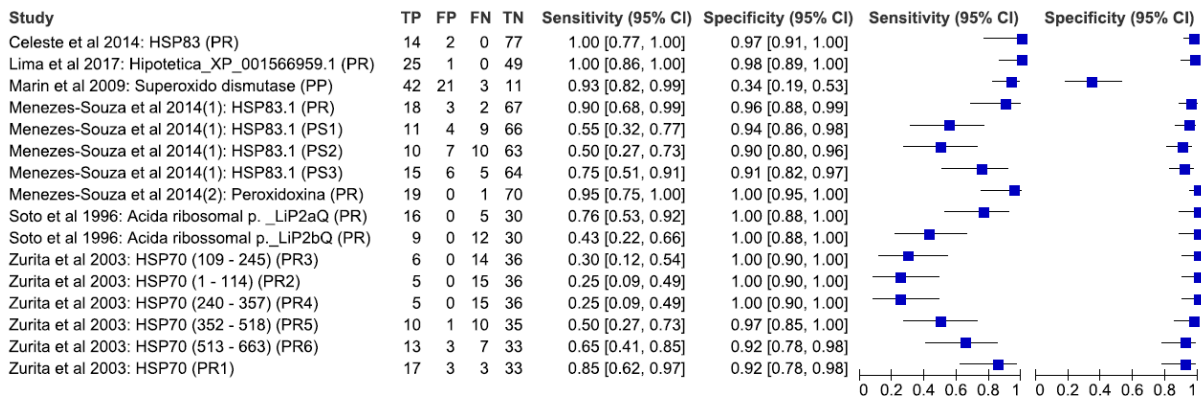 Study TP FP FN TN Sensitivity (95% CI) Specificity (95% CI) Sensitivity (95% CI) Specificity (95% CI)
Celeste et al 2014: HSP83 (PR) 14 2 0 77 1.00 [0.77, 1.00] 0.97 [0.91, 1.00]
Lima et al 2017: Hipotetica_XP_001566959.1 (PR) 25 1 0 49 1.00 [0.86, 1.00] 0.98 [0.89, 1.00]
Marin et al 2009: Superoxido dismutase (PP) 42 21 3 11 0.93 [0.82, 0.99] 0.34 [0.19, 0.53]
Menezes-Souza et al 2014(1): HSP83.1 (PR) 18 3 2 67 0.90 [0.68, 0.99] 0.96 [0.88, 0.99]
Menezes-Souza et al 2014(1): HSP83.1 (PS1) 11 4 9 66 0.55 [0.32, 0.77] 0.94 [0.86, 0.98]
Menezes-Souza et al 2014(1): HSP83.1 (PS2) 10 7 10 63 0.50 [0.27, 0.73] 0.90 [0.80, 0.96]
Menezes-Souza et al 2014(1): HSP83.1 (PS3) 15 6 5 64 0.75 [0.51, 0.91] 0.91 [0.82, 0.97]
Menezes-Souza et al 2014(2): Peroxidoxina (PR) 19 0 1 70 0.95 [0.75, 1.00] 1.00 [0.95, 1.00]
Soto et al 1996: Acida ribosomal p. _LiP2aQ (PR) 16 0 5 30 0.76 [0.53, 0.92] 1.00 [0.88, 1.00]
Soto et al 1996: Acida ribossomal p._LiP2bQ (PR) 9 0 12 30 0.43 [0.22, 0.66] 1.00 [0.88, 1.00]
Zurita et al 2003: HSP70 (109 - 245) (PR3) 6 0 14 36 0.30 [0.12, 0.54] 1.00 [0.90, 1.00]
Zurita et al 2003: HSP70 (1 - 114) (PR2) 5 0 15 36 0.25 [0.09, 0.49] 1.00 [0.90, 1.00]
Zurita et al 2003: HSP70 (240 - 357) (PR4) 5 0 15 36 0.25 [0.09, 0.49] 1.00 [0.90, 1.00]
Zurita et al 2003: HSP70 (352 - 518) (PR5) 10 1 10 35 0.50 [0.27, 0.73] 0.97 [0.85, 1.00]
Zurita et al 2003: HSP70 (513 - 663) (PR6) 13 3 7 33 0.65 [0.41, 0.85] 0.92 [0.78, 0.98]
Zurita et al 2003: HSP70 (PR1) 17 3 3 33 0.85 [0.62, 0.97] 0.92 [0.78, 0.98]
0 0.2 0.4 0.6 0.8 1 0 0.2 0.4 0.6 0.8 1